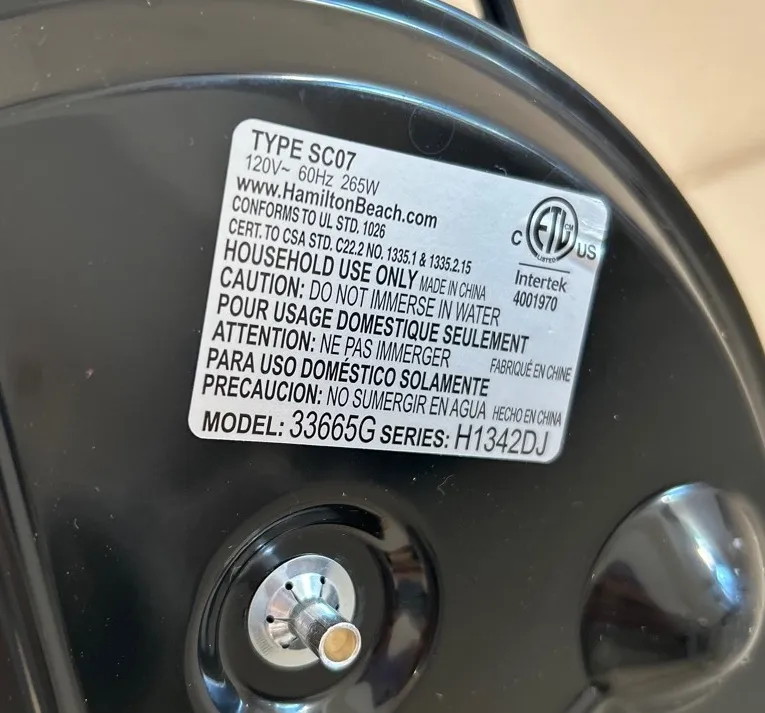 TYPE SC07
120V~ 60Hz 265W
www.HamiltonBeach.com
CONFORMS TO UL STD. 1026
CERT. TO CSA STD. C22.2 NO. 1335.1 & 1335.2.15
HOUSEHOLD USE ONLY MADE IN CHINA
CAUTION: DO NOT IMMERSE IN WATER
POUR USAGE DOMESTIQUE SEULEMENT
ATTENTION: NE PAS IMMERGER FABRIQUÉ EN CHINE
PARA USO DOMÉSTICO SOLAMENTE
PRECAUCION: NO SUMERGIR EN AGUA HECHO EN CHINA
MODEL: 33665G SERIES: H1342DJ
C ETL CM US
LISTED
Intertek
4001970